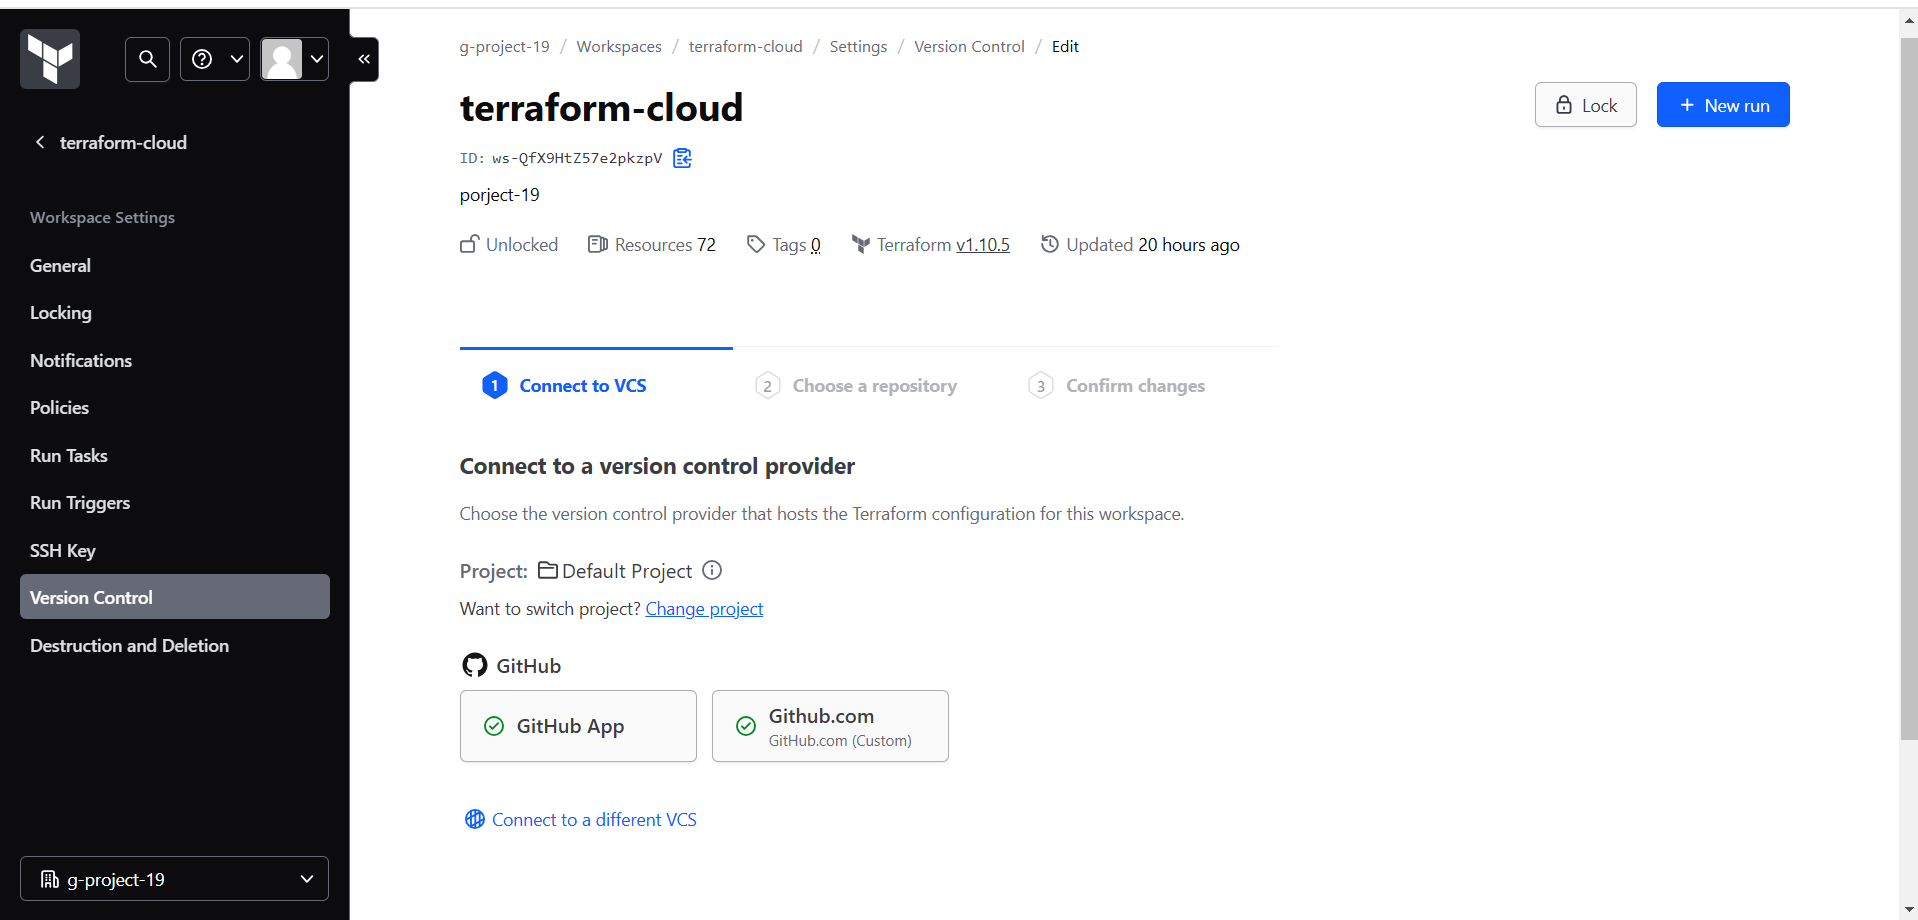 terraform-cloud
Workspace Settings
General
Locking
Notifications
Policies
Run Tasks
Run Triggers
SSH Key
Version Control
Destruction and Deletion
g-project-19
g-project-19 / Workspaces / terraform-cloud / Settings / Version Control / Edit
terraform-cloud
Lock
+ New run
ID: ws-QfX9HtZ57e2pkzpV
porject-19
Unlocked Resources 72 Tags 0 Terraform v1.10.5 Updated 20 hours ago
1 Connect to VCS 2 Choose a repository 3 Confirm changes
Connect to a version control provider
Choose the version control provider that hosts the Terraform configuration for this workspace.
Project: Default Project
Want to switch project? Change project
GitHub
GitHub App
Github.com
GitHub.com (Custom)
Connect to a different VCS